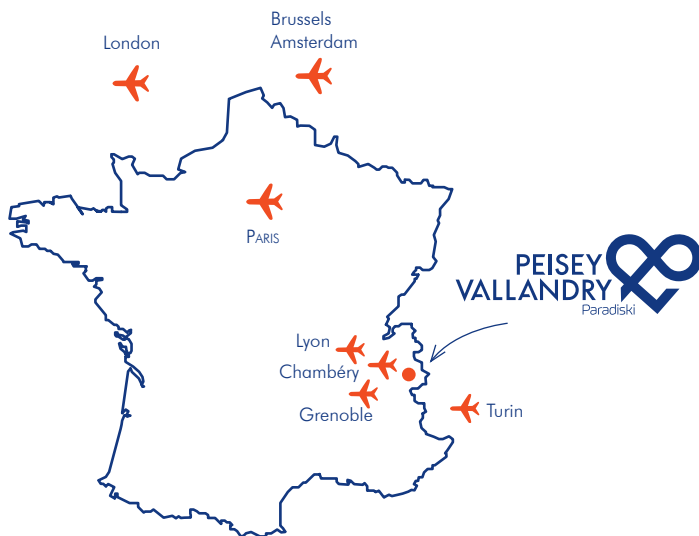 London
Brussels
Amsterdam
PARIS
PEISEY
VALLANDRY
Paradiski
Lyon
Chambéry
Grenoble
Turin